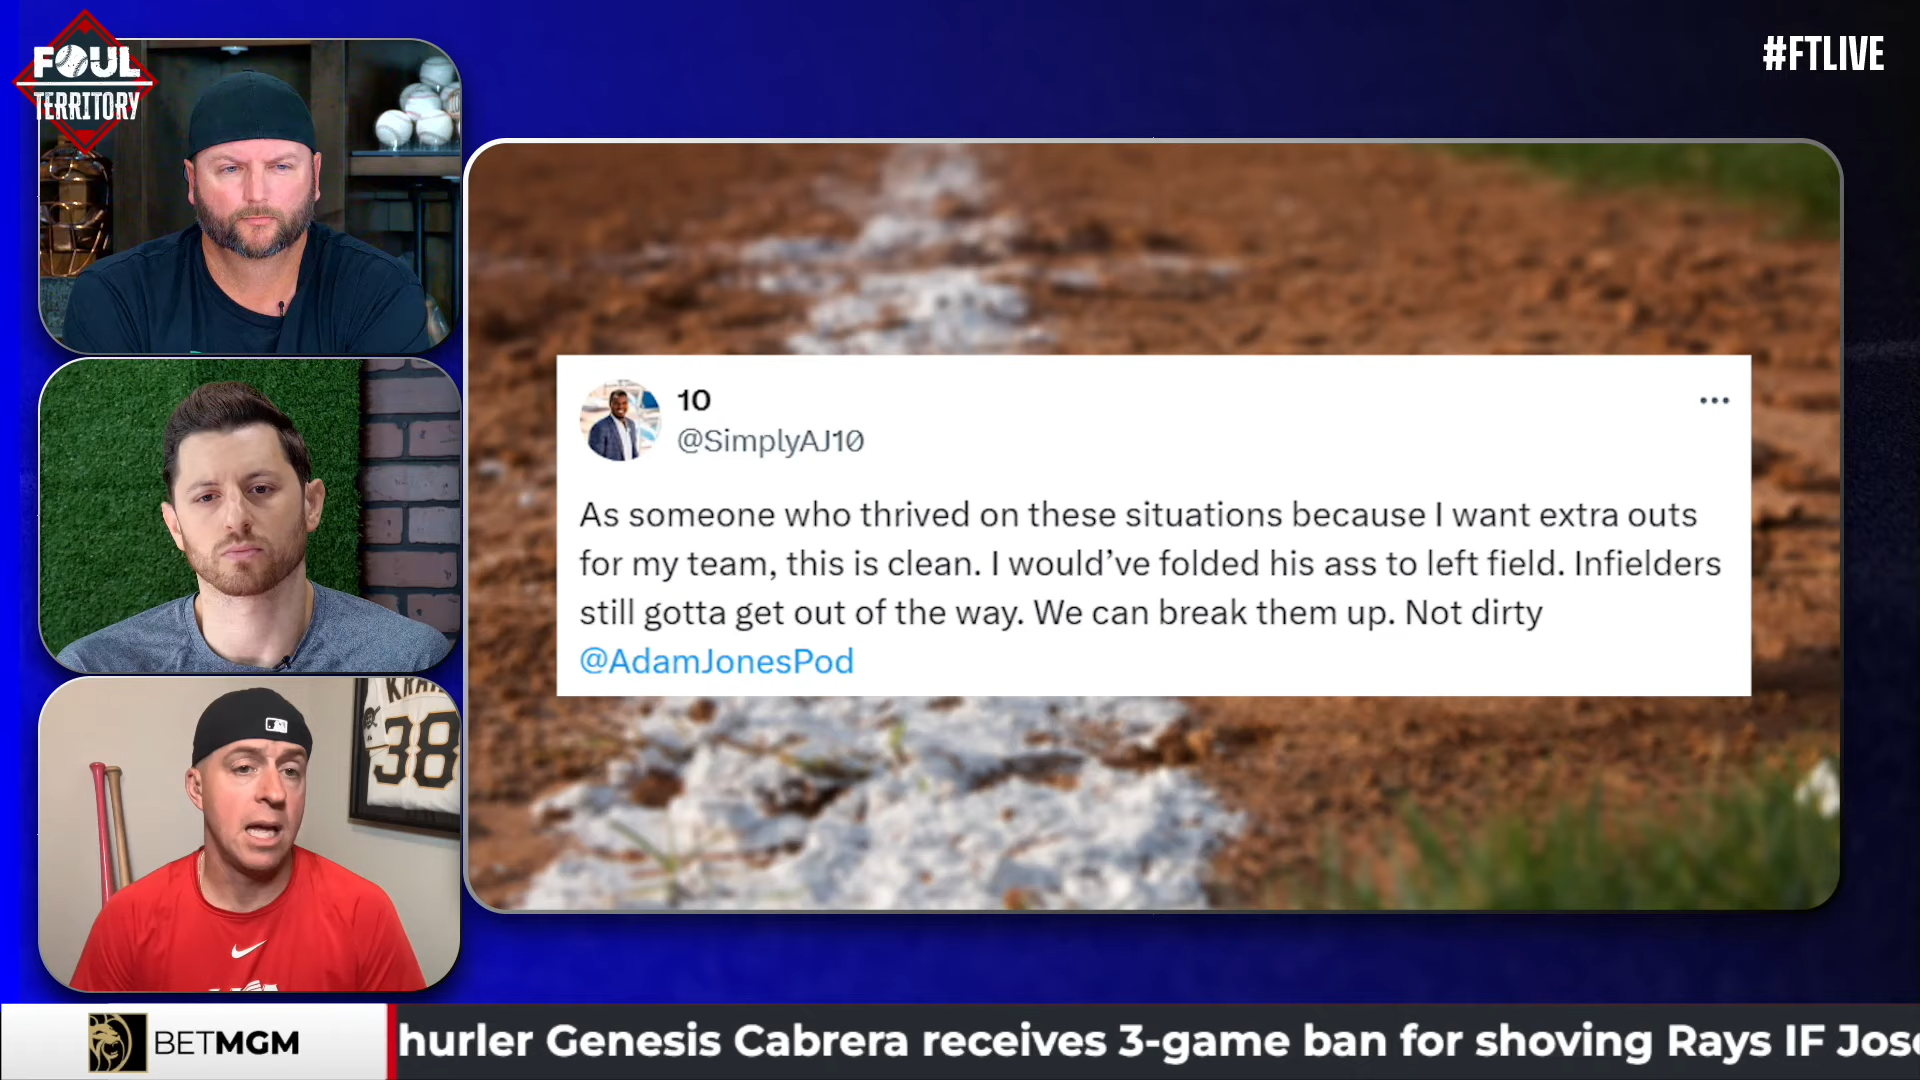 FOUL
TERRITORY
#FTLIVE
38
10
@SimplyAJ10
As someone who thrived on these situations because I want extra outs
for my team, this is clean. I would’ve folded his ass to left field. Infielders
still gotta get out of the way. We can break them up. Not dirty
@AdamJonesPod
BETMGM
hurler Genesis Cabrera receives 3-game ban for shoving Rays IF Jose